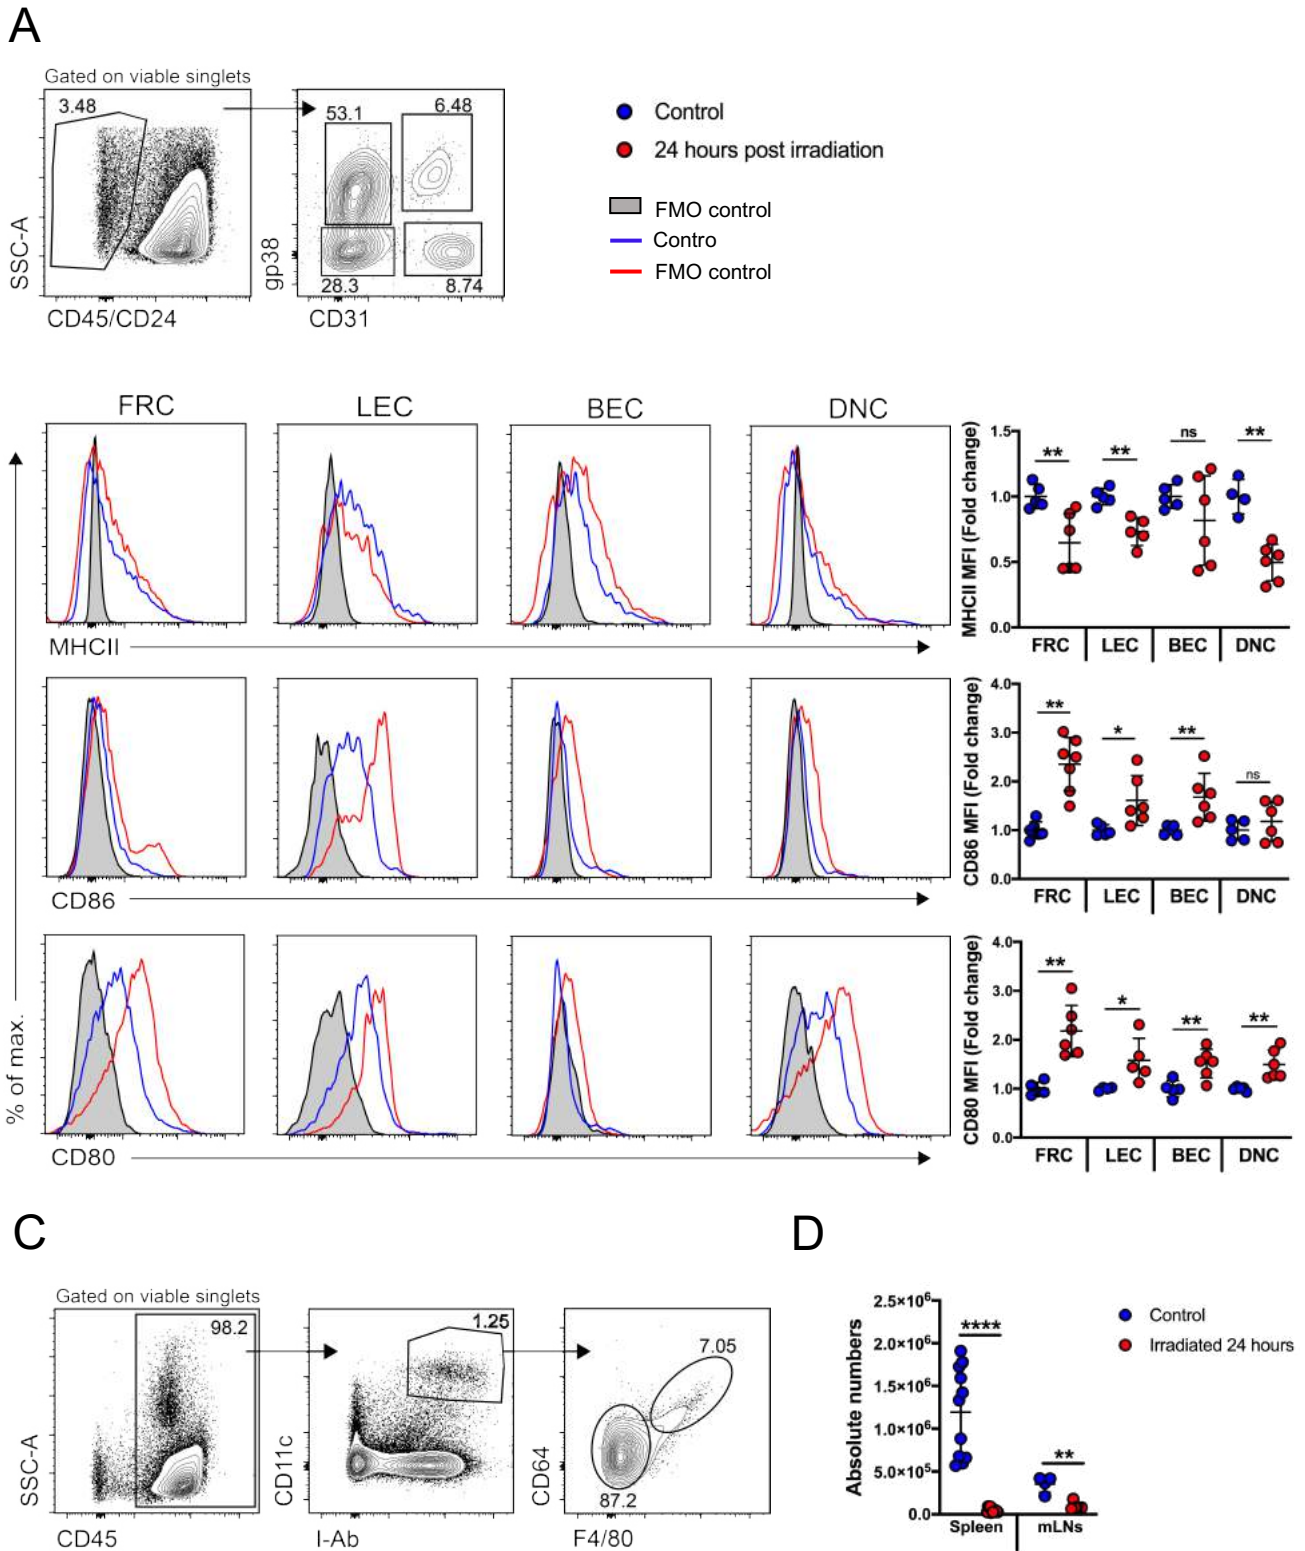 A
Gated on viable singlets
3.48
SSC-A
CD45/CD24
53.1
6.48
28.3
8.74
gp38
CD31
Control
24 hours post irradiation
FMO control
Contro
FMO control
FRC
LEC
BEC
DNC
% of max.
MHCII
MHCII MFI (Fold change)
1.5
1.0
0.5
0.0
**
**
ns
**
FRC
LEC
BEC
DNC
CD86
CD86 MFI (Fold change)
4.0
3.0
2.0
1.0
0.0
**
*
**
ns
FRC
LEC
BEC
DNC
CD80
CD80 MFI (Fold change)
4.0
3.0
2.0
1.0
0.0
**
*
**
**
FRC
LEC
BEC
DNC
C
Gated on viable singlets
98.2
SSC-A
CD45
1.25
CD11c
I-Ab
7.05
87.2
CD64
F4/80
D
Absolute numbers
2.5×10⁶
2.0×10⁶
1.5×10⁶
1.0×10⁶
5.0×10⁵
0.0
****
**
Spleen
mLNs
Control
Irradiated 24 hours